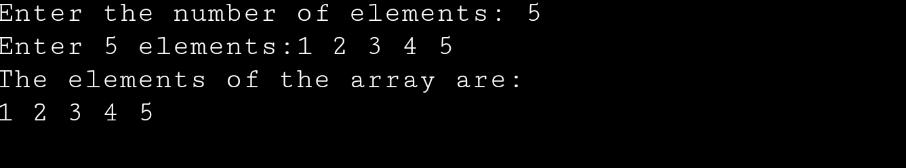 Enter the number of elements: 5
Enter 5 elements:1 2 3 4 5
The elements of the array are:
1 2 3 4 5